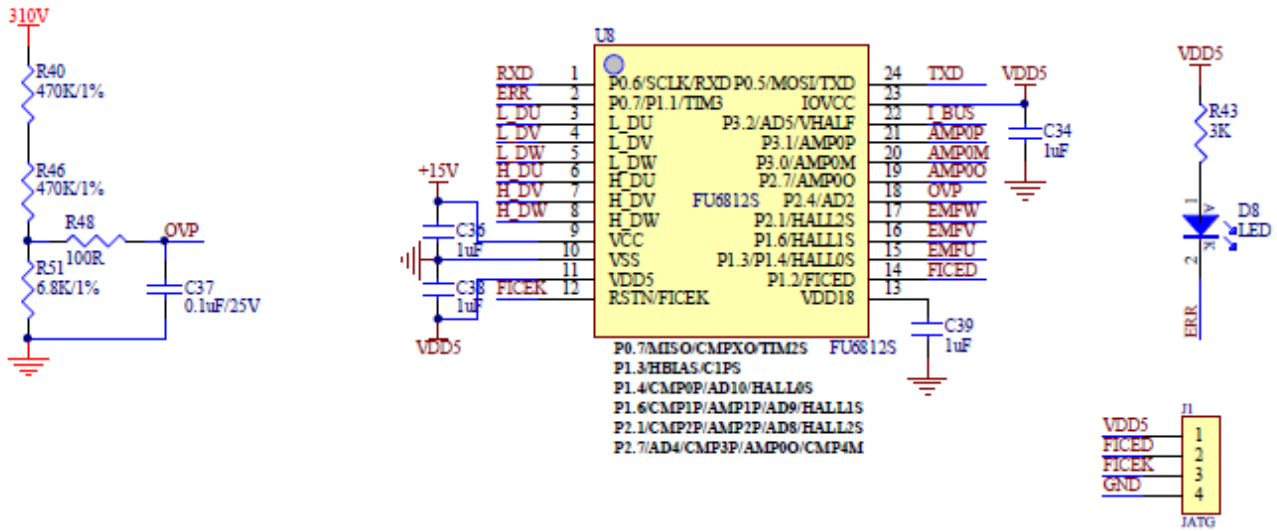 310V
R40
470K/1%
R46
470K/1%
R48
100R
OVP
R51
6.8K/1%
C37
0.1uF/25V
U8
RXD 1 P0.6/SCLK/RXD P0.5/MOSI/TXD 24 TXD
ERR 2 P0.7/P1.1/TIM3 IOVCC 23
L_DU 3 L_DU P3.2/AD5/VHALF 22 I_BUS
L_DV 4 L_DV P3.1/AMP0P 21 AMP0P
L_DW 5 L_DW P3.0/AMP0M 20 AMP0M
H_DU 6 H_DU P2.7/AMP0O 19 AMP0O
H_DV 7 H_DV FU6812S P2.4/AD2 18 OVP
H_DW 8 H_DW P2.1/HALL2S 17 EMFW
9 VCC P1.6/HALL1S 16 EMFV
10 VSS P1.3/P1.4/HALL0S 15 EMFU
11 VDD5 P1.2/FICED 14 FICED
FICEK 12 RSTN/FICEK VDD18 13
+15V
C36
1uF
C38
1uF
VDD5
VDD5
C34
1uF
C39
1uF
FU6812S
P0.7/MISO/CMPXO/TIM2S
P1.3/HBIAS/C1PS
P1.4/CMP0P/AD10/HALL0S
P1.6/CMP1P/AMP1P/AD9/HALL1S
P2.1/CMP2P/AMP2P/AD8/HALL2S
P2.7/AD4/CMP3P/AMP0O/CMP4M
VDD5
R43
3K
1
A
D8
LED
K
2
ERR
J1
VDD5 1
FICED 2
FICEK 3
GND 4
JATG